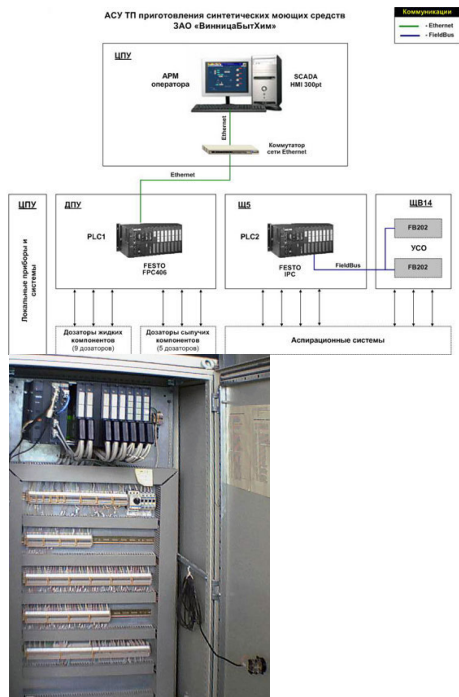 АСУ ТП приготовления синтетических моющих средств
ЗАО «ВинницаБытХим»
Коммуникации
- Ethernet
- FieldBus
ЦПУ
АРМ
оператора
SCADA
HMI 300pt
Ethernet
Коммутатор
сети Ethernet
Ethernet
ЦПУ
Локальные приборы и
системы
ДПУ
PLC1
FESTO
FPC406
Щ5
PLC2
FESTO
IPC
FieldBus
ЩВ14
FB202
УСО
FB202
Дозаторы жидких
компонентов
(9 дозаторов)
Дозаторы сыпучих
компонентов
(5 дозаторов)
Аспирационные системы